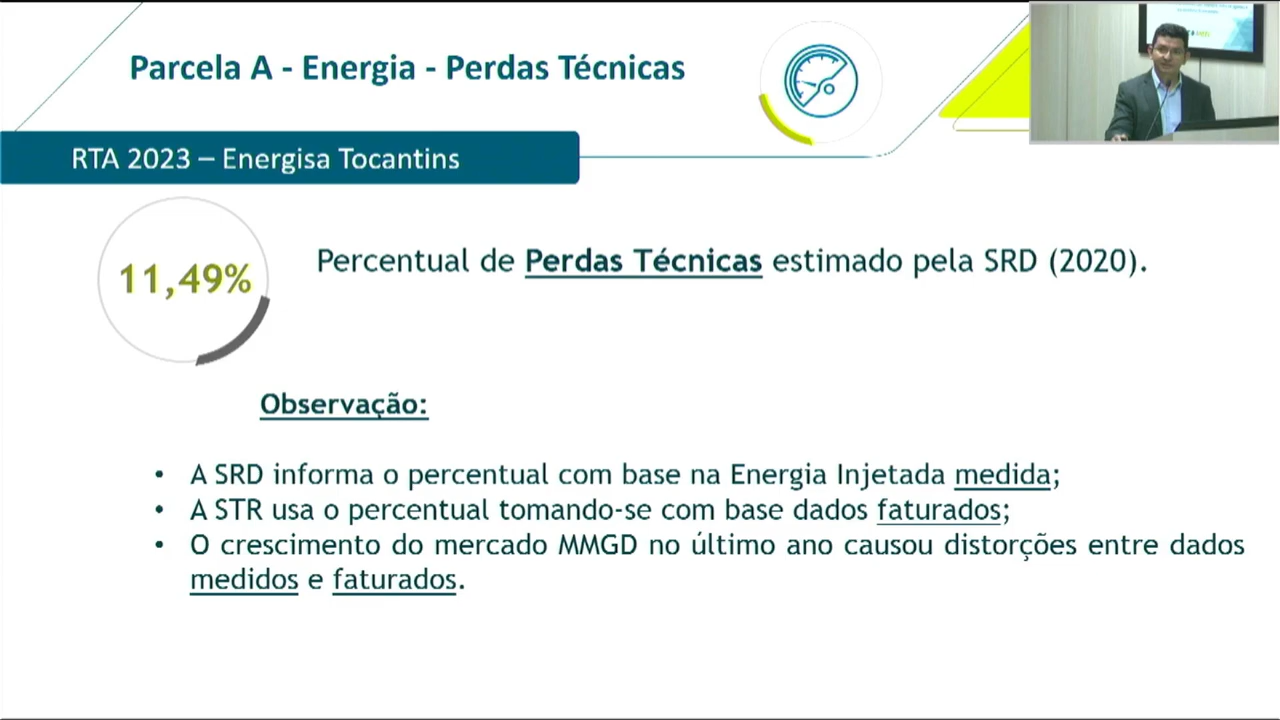 Parcela A - Energia - Perdas Técnicas
RTA 2023 – Energisa Tocantins
11,49%
Percentual de Perdas Técnicas estimado pela SRD (2020).
Observação:
• A SRD informa o percentual com base na Energia Injetada medida;
• A STR usa o percentual tomando-se com base dados faturados;
• O crescimento do mercado MMGD no último ano causou distorções entre dados
medidos e faturados.